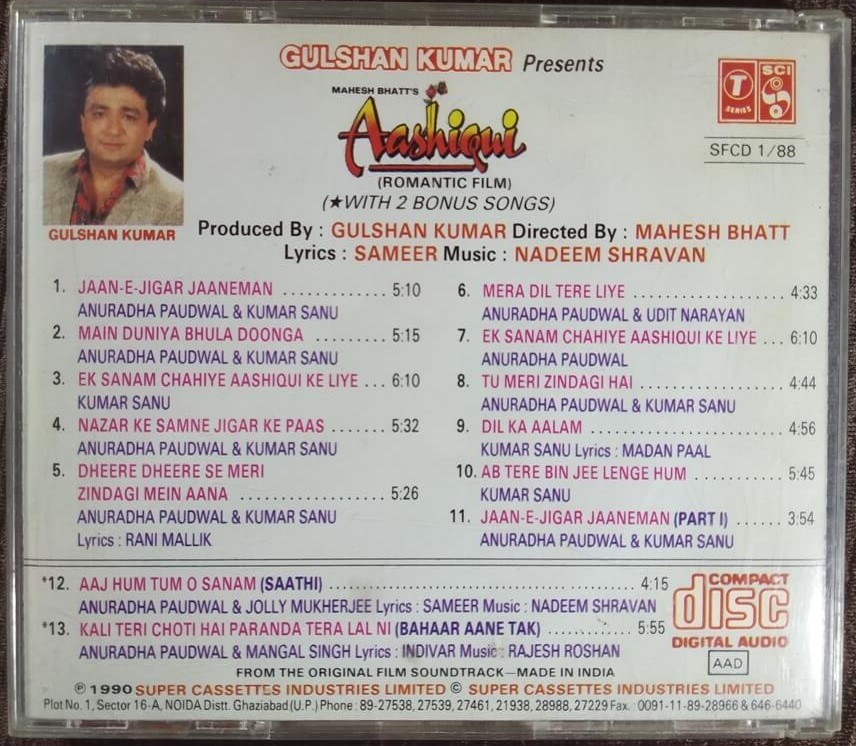 GULSHAN KUMAR Presents
MAHESH BHATT'S
Aashiqui
(ROMANTIC FILM)
(★WITH 2 BONUS SONGS)
T
SERIES
SCI
SFCD 1/88
GULSHAN KUMAR
Produced By : GULSHAN KUMAR Directed By : MAHESH BHATT
Lyrics : SAMEER Music : NADEEM SHRAVAN
1. JAAN-E-JIGAR JAANEMAN ............. 5:10
ANURADHA PAUDWAL & KUMAR SANU
2. MAIN DUNIYA BHULA DOONGA .......... 5:15
ANURADHA PAUDWAL & KUMAR SANU
3. EK SANAM CHAHIYE AASHIQUI KE LIYE ... 6:10
KUMAR SANU
4. NAZAR KE SAMNE JIGAR KE PAAS ....... 5:32
ANURADHA PAUDWAL & KUMAR SANU
5. DHEERE DHEERE SE MERI
ZINDAGI MEIN AANA .................. 5:26
ANURADHA PAUDWAL & KUMAR SANU
Lyrics : RANI MALLIK
6. MERA DIL TERE LIYE ................... 4:33
ANURADHA PAUDWAL & UDIT NARAYAN
7. EK SANAM CHAHIYE AASHIQUI KE LIYE ... 6:10
ANURADHA PAUDWAL
8. TU MERI ZINDAGI HAI .................. 4:44
ANURADHA PAUDWAL & KUMAR SANU
9. DIL KA AALAM ........................ 4:56
KUMAR SANU Lyrics : MADAN PAAL
10. AB TERE BIN JEE LENGE HUM ............ 5:45
KUMAR SANU
11. JAAN-E-JIGAR JAANEMAN (PART I) ...... 3:54
ANURADHA PAUDWAL & KUMAR SANU
*12. AAJ HUM TUM O SANAM (SAATHI) ........................................ 4:15
ANURADHA PAUDWAL & JOLLY MUKHERJEE Lyrics : SAMEER Music : NADEEM SHRAVAN
*13. KALI TERI CHOTI HAI PARANDA TERA LAL NI (BAHAAR AANE TAK) ............ 5:55
ANURADHA PAUDWAL & MANGAL SINGH Lyrics : INDIVAR Music : RAJESH ROSHAN
COMPACT
disc
DIGITAL AUDIO
AAD
FROM THE ORIGINAL FILM SOUNDTRACK—MADE IN INDIA
℗ 1990 SUPER CASSETTES INDUSTRIES LIMITED © SUPER CASSETTES INDUSTRIES LIMITED
Plot No. 1, Sector 16-A, NOIDA Distt. Ghaziabad (U.P.) Phone : 89-27538, 27539, 27461, 21938, 28988, 27229 Fax : 0091-11-89-28966 & 646-6440